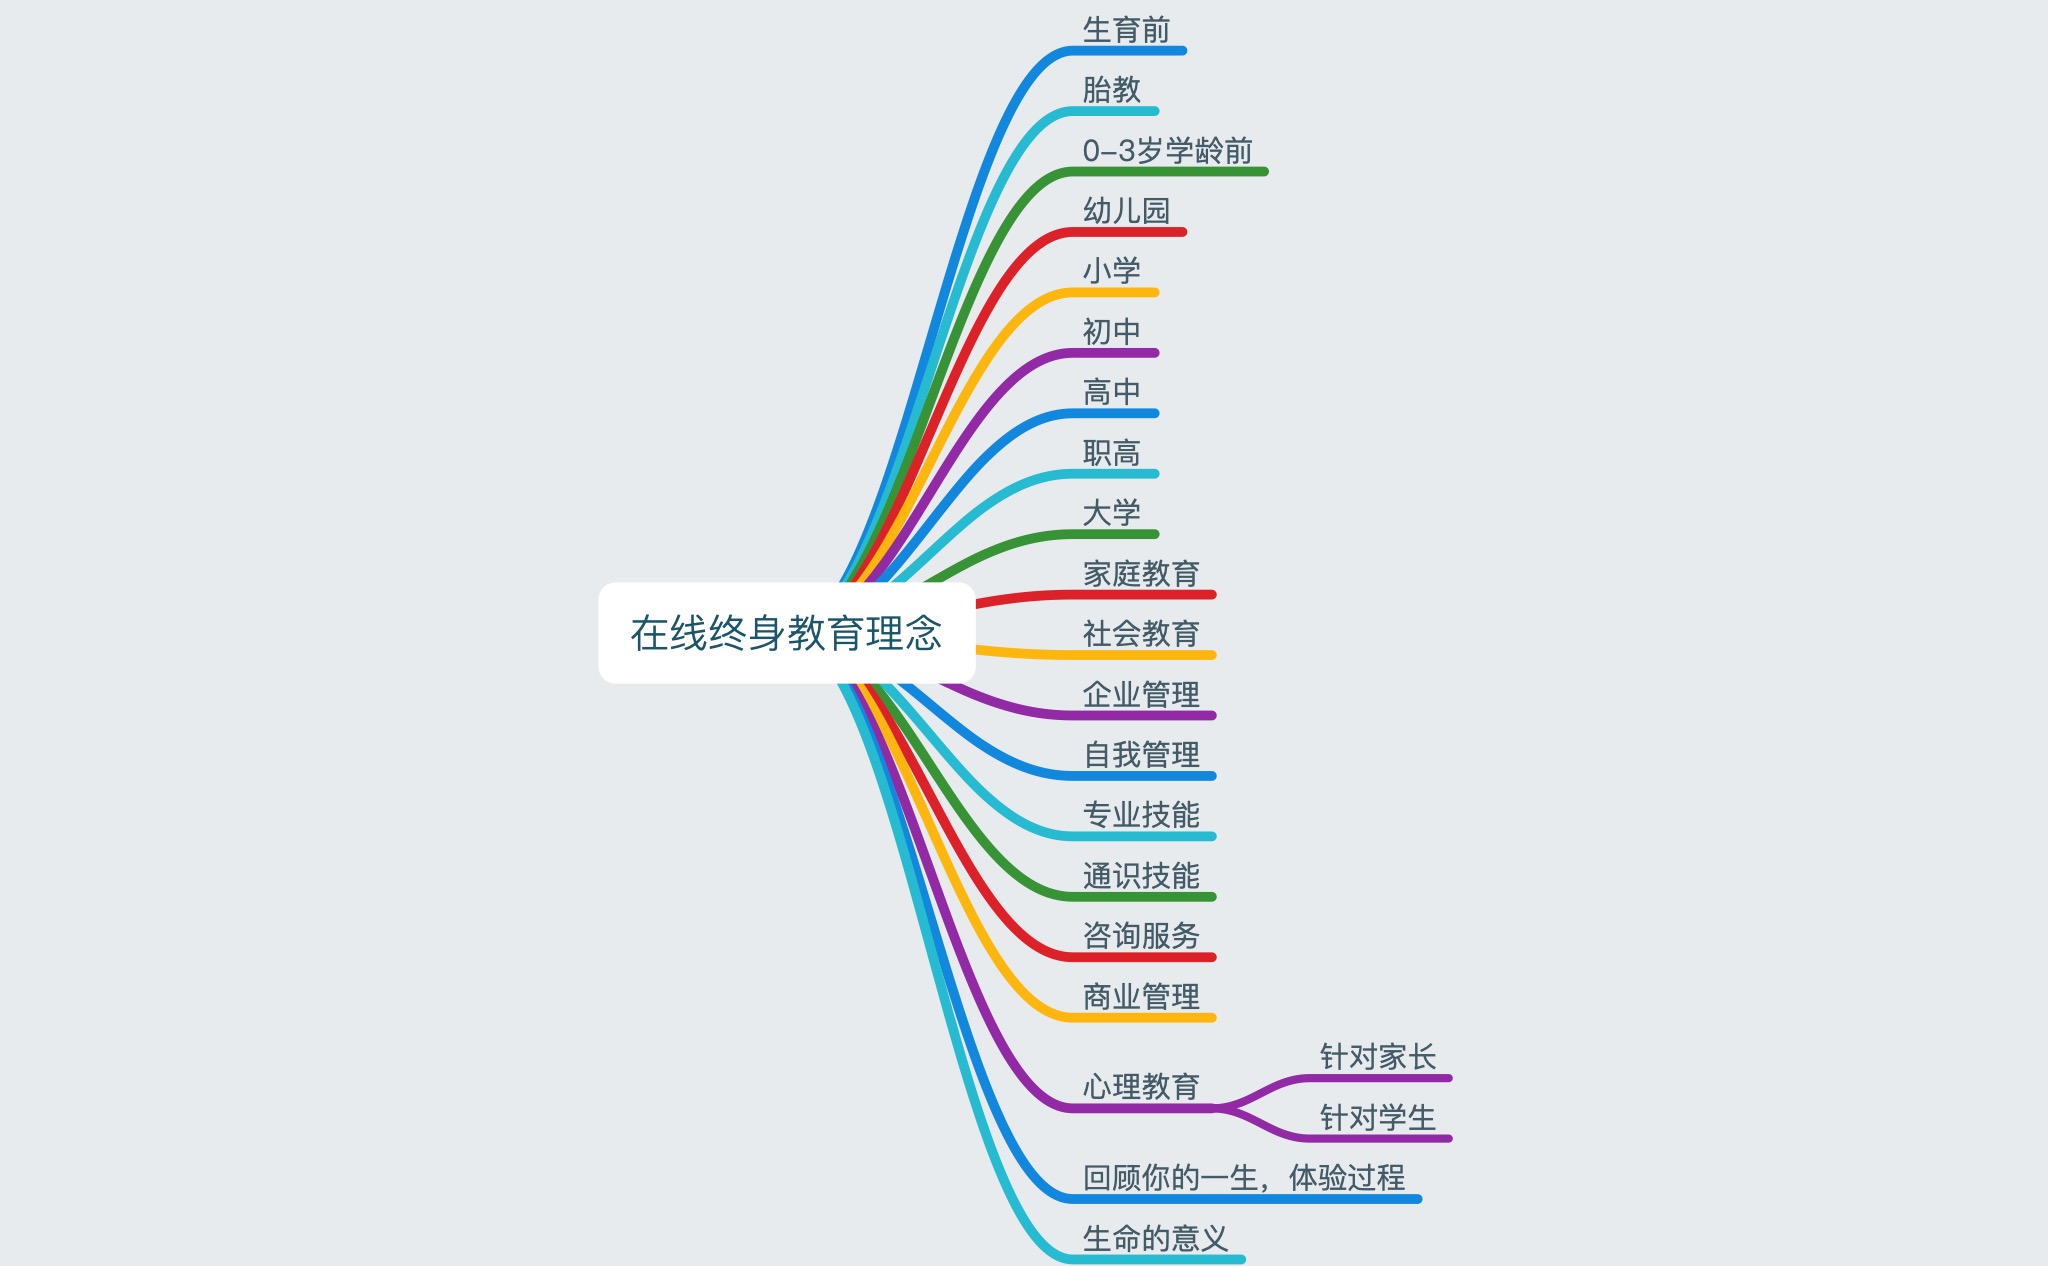 生育前
胎教
0-3岁学龄前
幼儿园
小学
初中
高中
职高
大学
家庭教育
在线终身教育理念
社会教育
企业管理
自我管理
专业技能
通识技能
咨询服务
商业管理
心理教育
针对家长
针对学生
回顾你的一生，体验过程
生命的意义